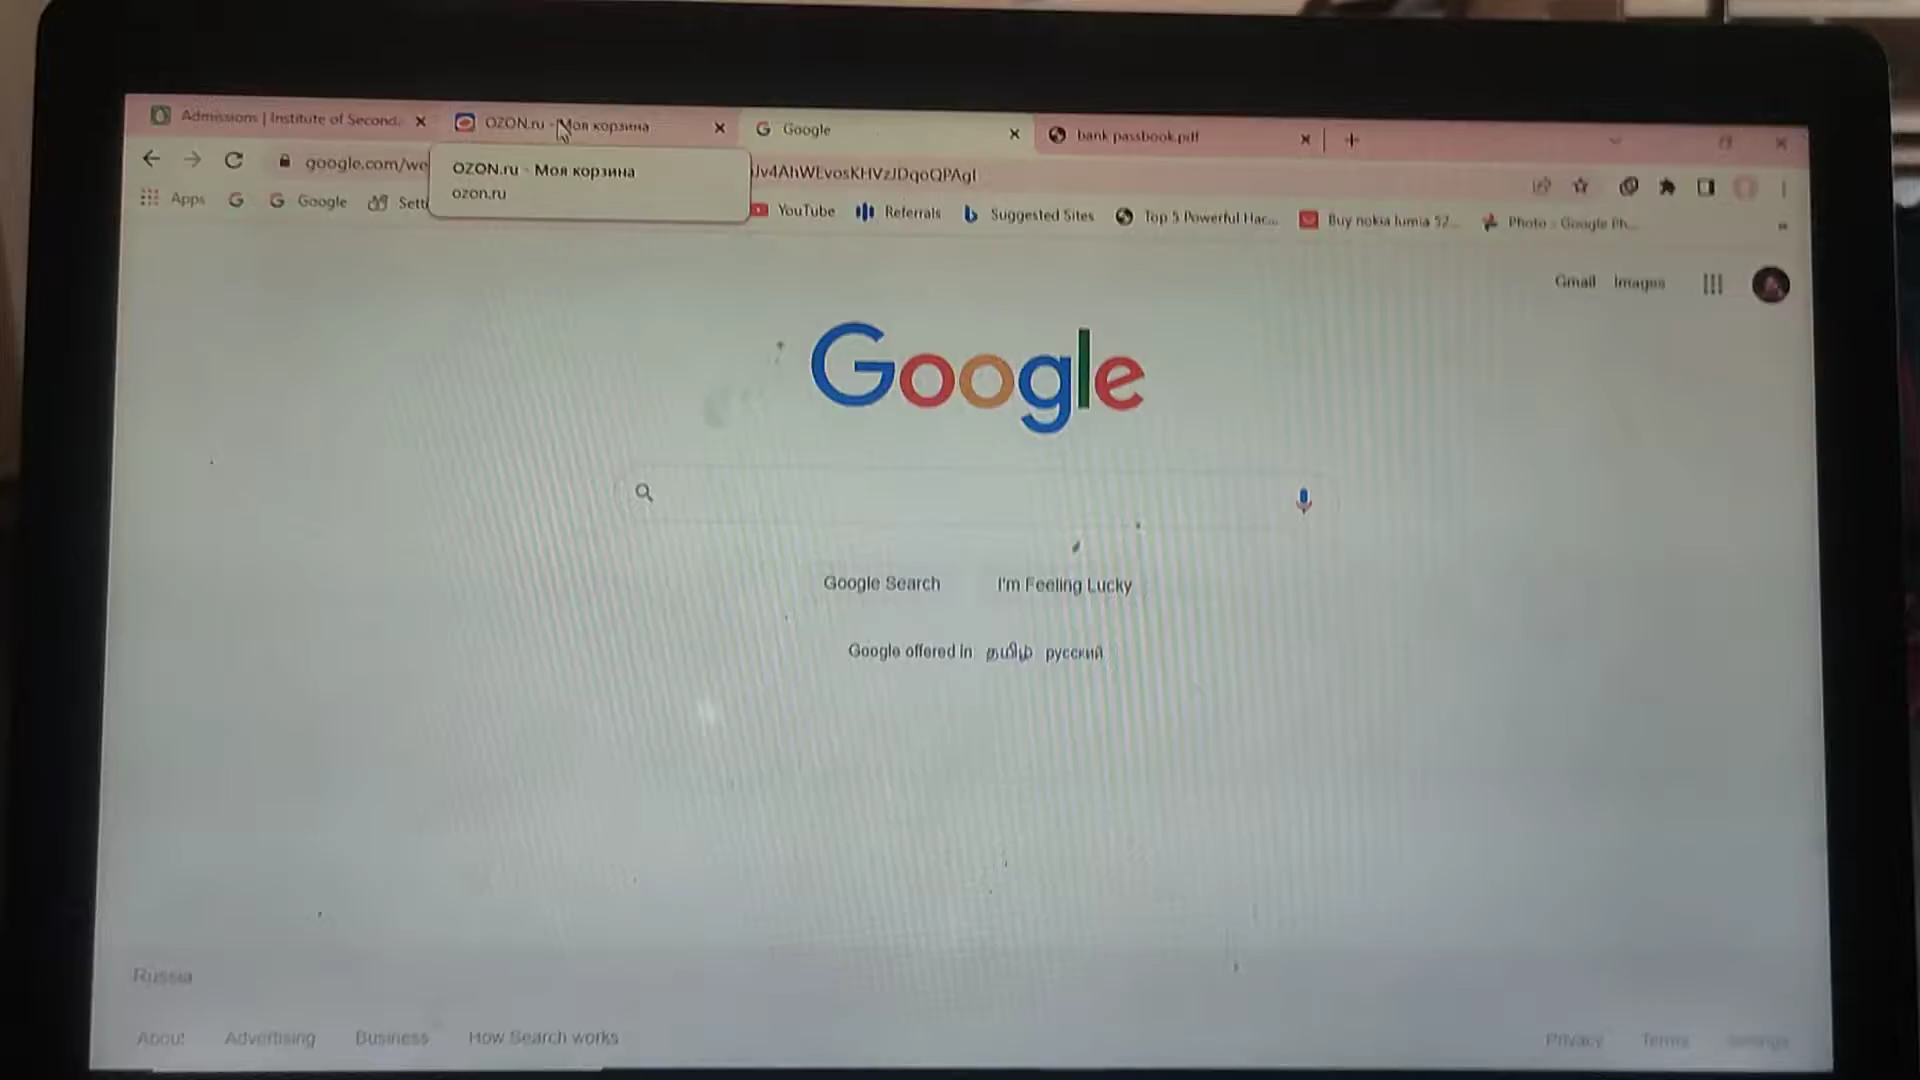 Admissions | Institute of Second.
OZON.ru - Моя корзина
Google
bank passbook.pdf
google.com/we
Jv4AhWEvosKHVzJDqoQPAgI
OZON.ru - Моя корзина
ozon.ru
Apps
Google
Sett
YouTube
Referrals
Suggested Sites
Top 5 Powerful Hac...
Buy nokia lumia 52...
Photo - Google Ph...
Gmail Images
Google
Google Search I'm Feeling Lucky
Google offered in: தமிழ் русский
Russia
About Advertising Business How Search works
Privacy Terms Settings